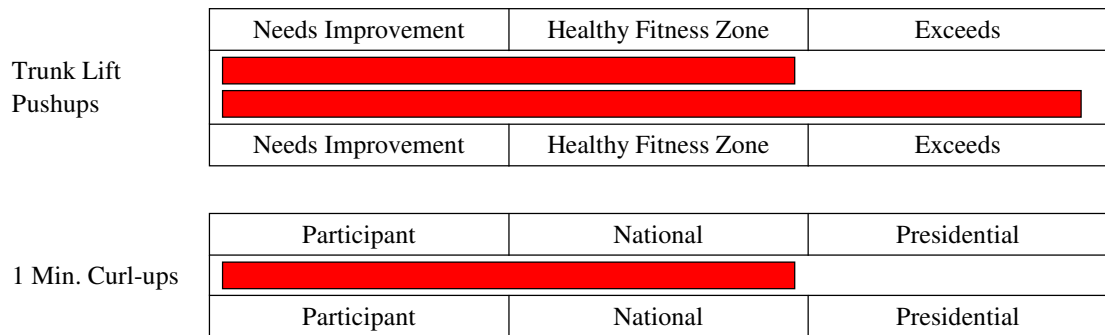 Needs Improvement Healthy Fitness Zone Exceeds
Trunk Lift
Pushups
Needs Improvement Healthy Fitness Zone Exceeds
Participant National Presidential
1 Min. Curl-ups
Participant National Presidential